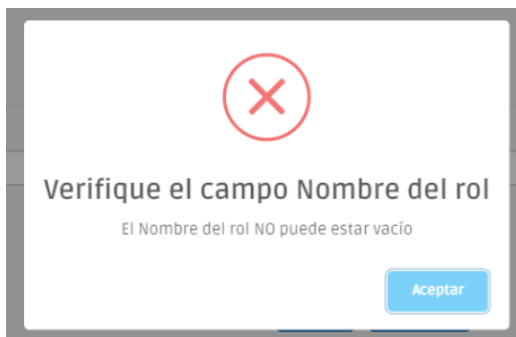 Verifique el campo Nombre del rol
El Nombre del rol NO puede estar vacío
Aceptar